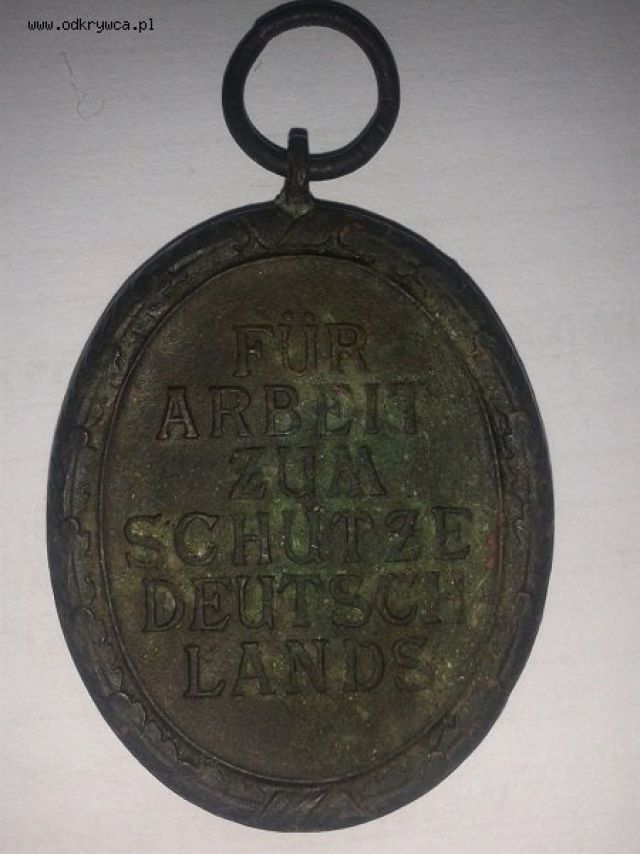 www.odkrywca.pl
FÜR
ARBEIT
ZUM
SCHUTZE
DEUTSCH
LANDS